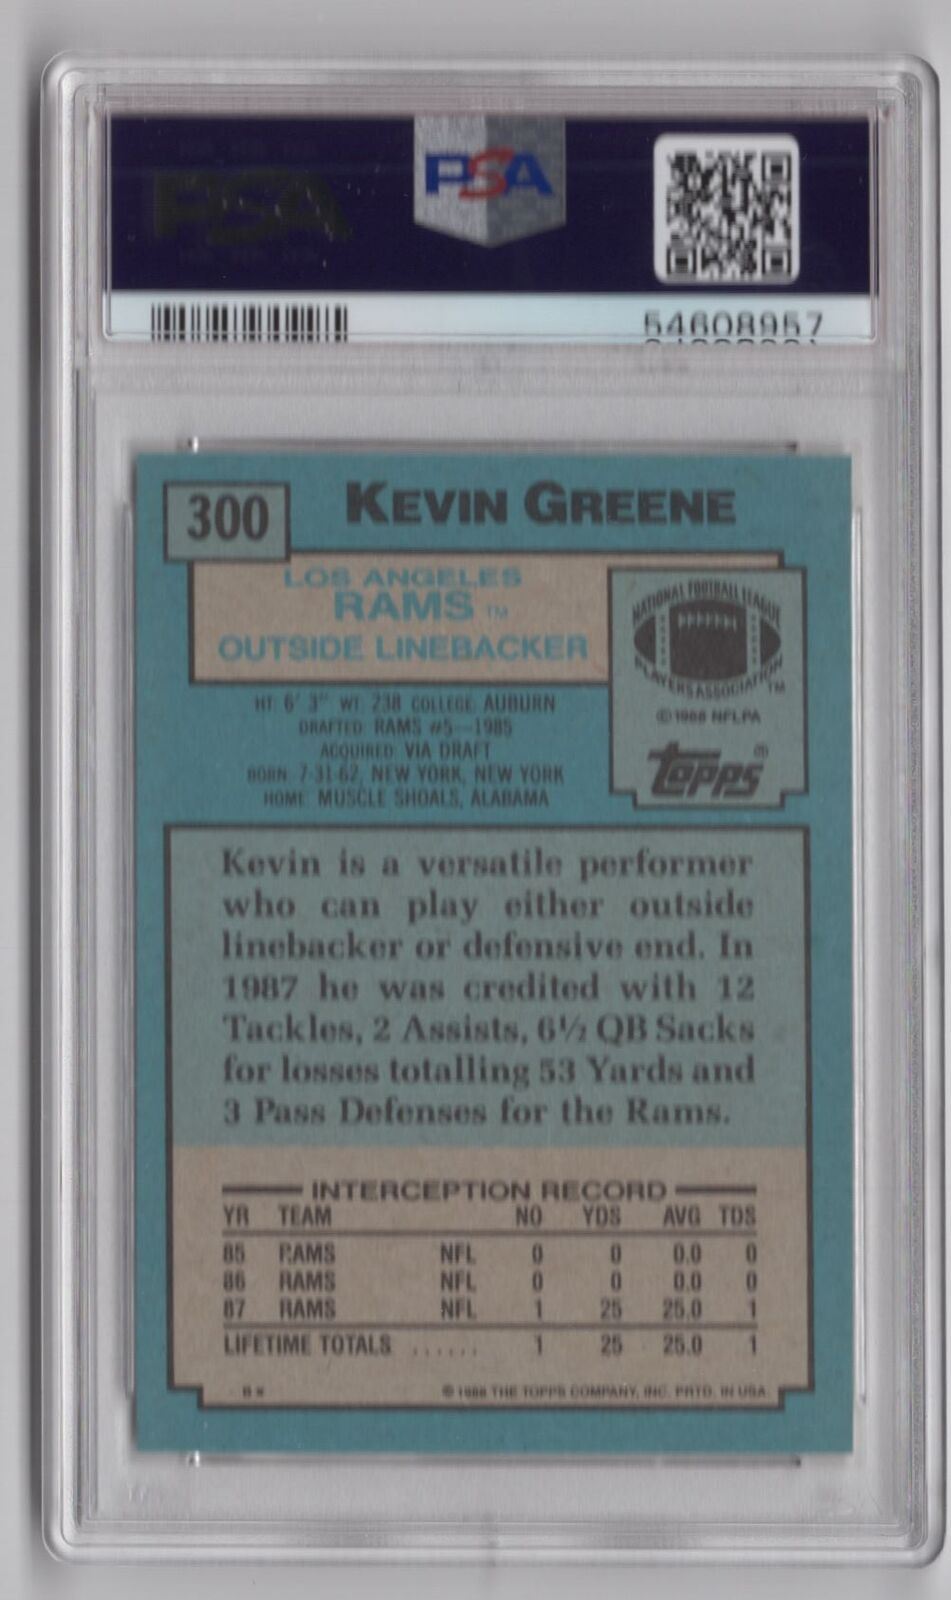 PSA
PSA
54608957
300
KEVIN GREENE
LOS ANGELES
RAMS TM
OUTSIDE LINEBACKER
HT: 6' 3" WT: 238 COLLEGE: AUBURN
DRAFTED: RAMS #5—1985
ACQUIRED: VIA DRAFT
BORN: 7-31-62, NEW YORK, NEW YORK
HOME: MUSCLE SHOALS, ALABAMA
NATIONAL FOOTBALL LEAGUE
PLAYERS ASSOCIATION TM
© 1988 NFLPA
Topps ®
Kevin is a versatile performer
who can play either outside
linebacker or defensive end. In
1987 he was credited with 12
Tackles, 2 Assists, 6½ QB Sacks
for losses totalling 53 Yards and
3 Pass Defenses for the Rams.
INTERCEPTION RECORD
YR TEAM NO YDS AVG TDS
85 RAMS NFL 0 0 0.0 0
86 RAMS NFL 0 0 0.0 0
87 RAMS NFL 1 25 25.0 1
LIFETIME TOTALS ...... 1 25 25.0 1
B* © 1988 THE TOPPS COMPANY, INC. PRTD. IN USA.